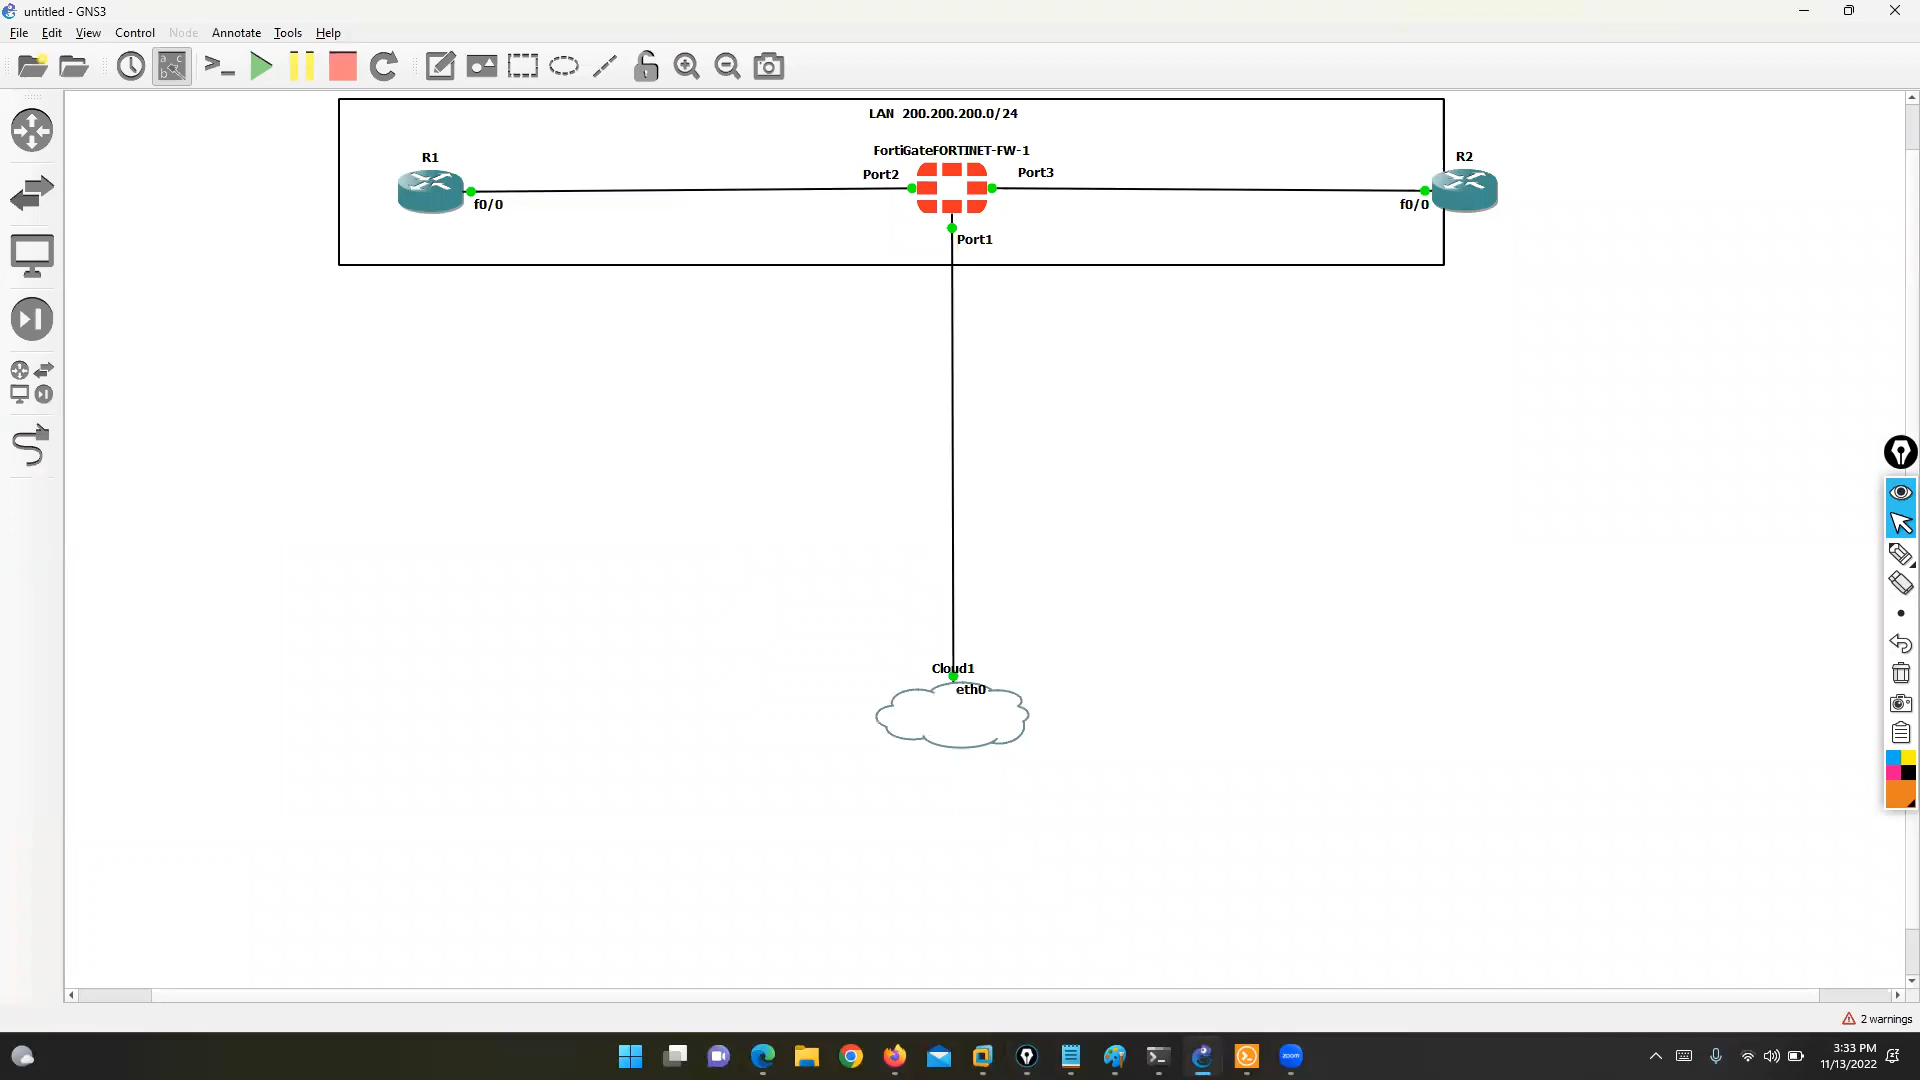 untitled - GNS3
File Edit View Control Node Annotate Tools Help
LAN 200.200.200.0/24
FortiGateFORTINET-FW-1
R1
R2
Port2
Port3
f0/0
f0/0
Port1
Cloud1
eth0
2 warnings
zoom
3:33 PM
11/13/2022